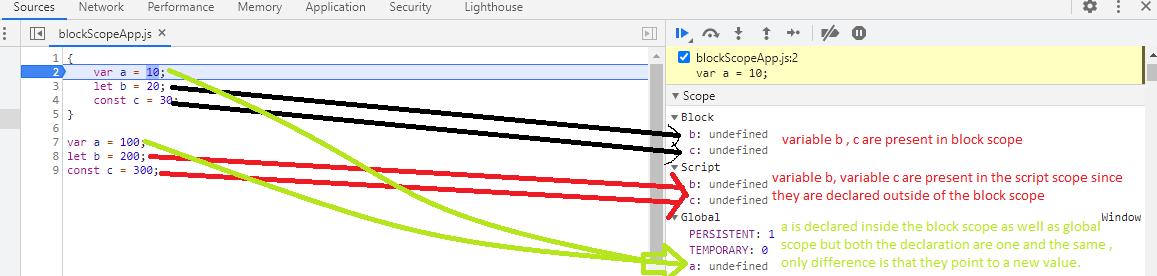 Sources Network Performance Memory Application Security Lighthouse
blockScopeApp.js ×
1 {
2 var a = 10;
3 let b = 20;
4 const c = 30;
5 }
6
7 var a = 100;
8 let b = 200;
9 const c = 300;
blockScopeApp.js:2
var a = 10;
Scope
Block
b: undefined
c: undefined
variable b , c are present in block scope
Script
b: undefined
c: undefined
variable b, variable c are present in the script scope since
they are declared outside of the block scope
Global Window
PERSISTENT: 1
TEMPORARY: 0
a: undefined
a is declared inside the block scope as well as global
scope but both the declaration are one and the same ,
only difference is that they point to a new value.